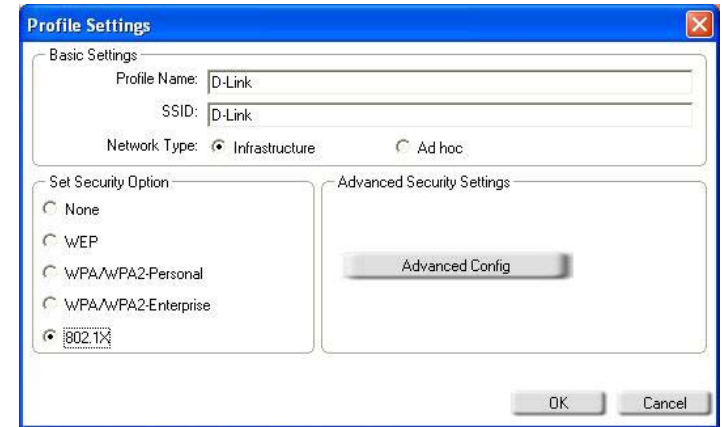 Profile Settings
Basic Settings
Profile Name: D-Link
SSID: D-Link
Network Type: Infrastructure Ad hoc
Set Security Option
None
WEP
WPA/WPA2-Personal
WPA/WPA2-Enterprise
802.1X
Advanced Security Settings
Advanced Config
OK Cancel